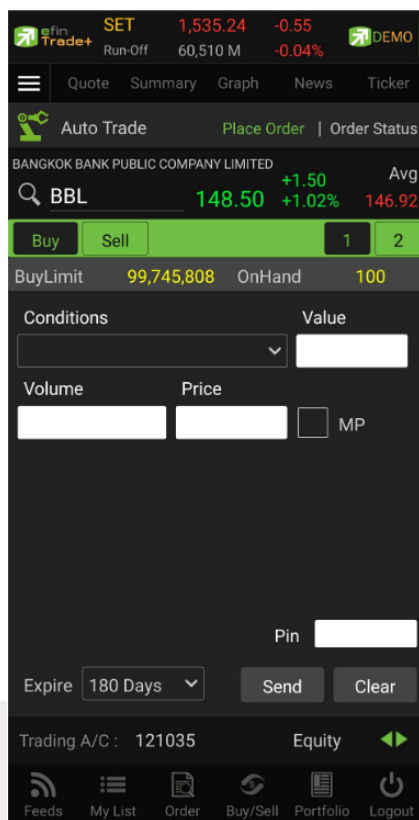 efin SET 1,535.24 -0.55
Trade+ Run-Off 60,510 M -0.04% DEMO
Quote Summary Graph News Ticker
Auto Trade Place Order | Order Status
BANGKOK BANK PUBLIC COMPANY LIMITED
BBL 148.50 +1.50 +1.02% Avg 146.92
Buy Sell 1 2
BuyLimit 99,745,808 OnHand 100
Conditions Value
Volume Price
MP
Pin
Expire 180 Days Send Clear
Trading A/C : 121035 Equity
Feeds My List Order Buy/Sell Portfolio Logout